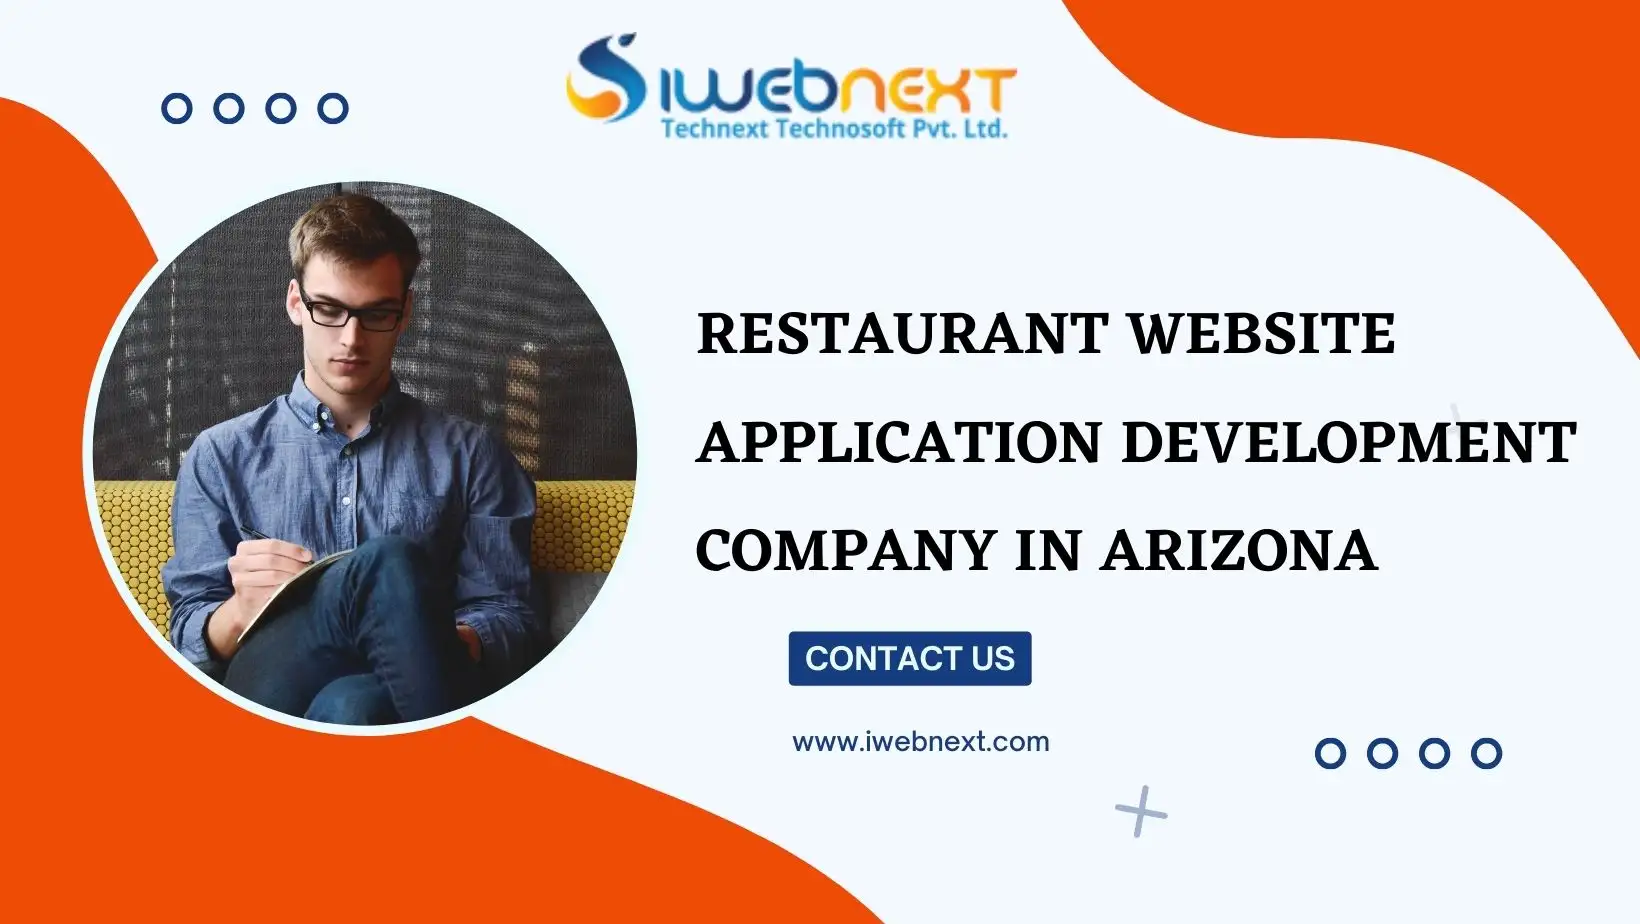 IWEBNEXT
Technext Technosoft Pvt. Ltd.
RESTAURANT WEBSITE
APPLICATION DEVELOPMENT
COMPANY IN ARIZONA
CONTACT US
www.iwebnext.com